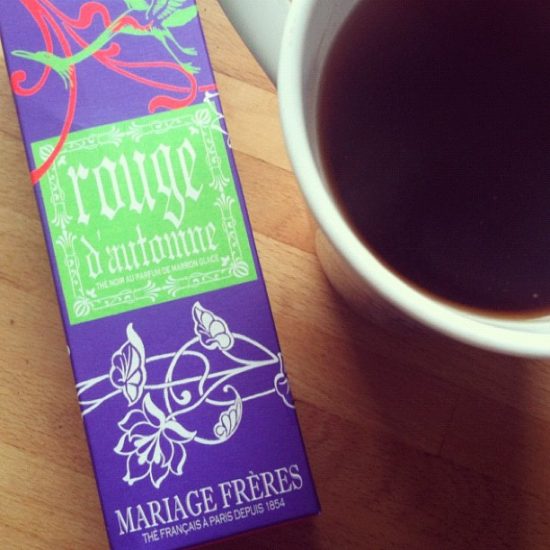 rouge
d'automne
THÉ NOIR AU PARFUM DE MARRON GLACÉ
MARIAGE FRÈRES
THÉ FRANÇAIS À PARIS DEPUIS 1854